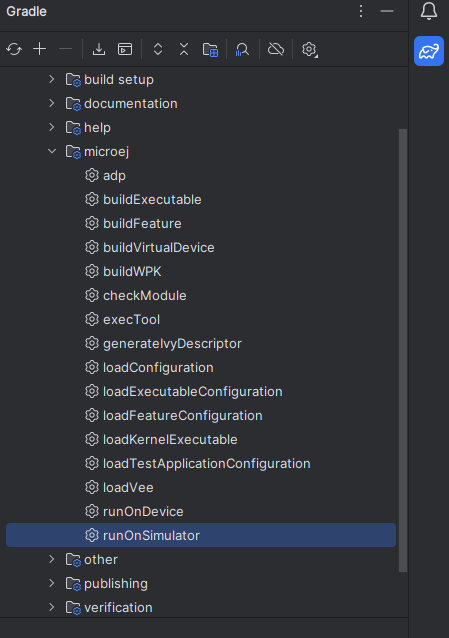 Gradle
build setup
documentation
help
microej
adp
buildExecutable
buildFeature
buildVirtualDevice
buildWPK
checkModule
execTool
generateIvyDescriptor
loadConfiguration
loadExecutableConfiguration
loadFeatureConfiguration
loadKernelExecutable
loadTestApplicationConfiguration
loadVee
runOnDevice
runOnSimulator
other
publishing
verification